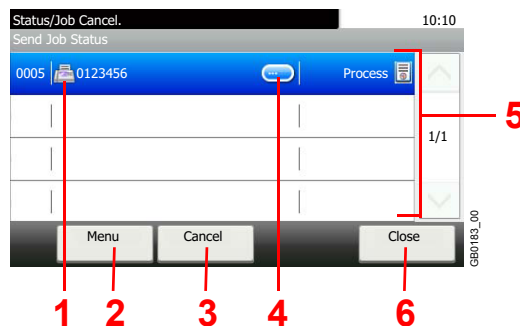 Status/Job Cancel. 10:10
Send Job Status
0005 0123456 ... Process
1/1
5
Menu Cancel Close
GB0183_00
1 2 3 4 6